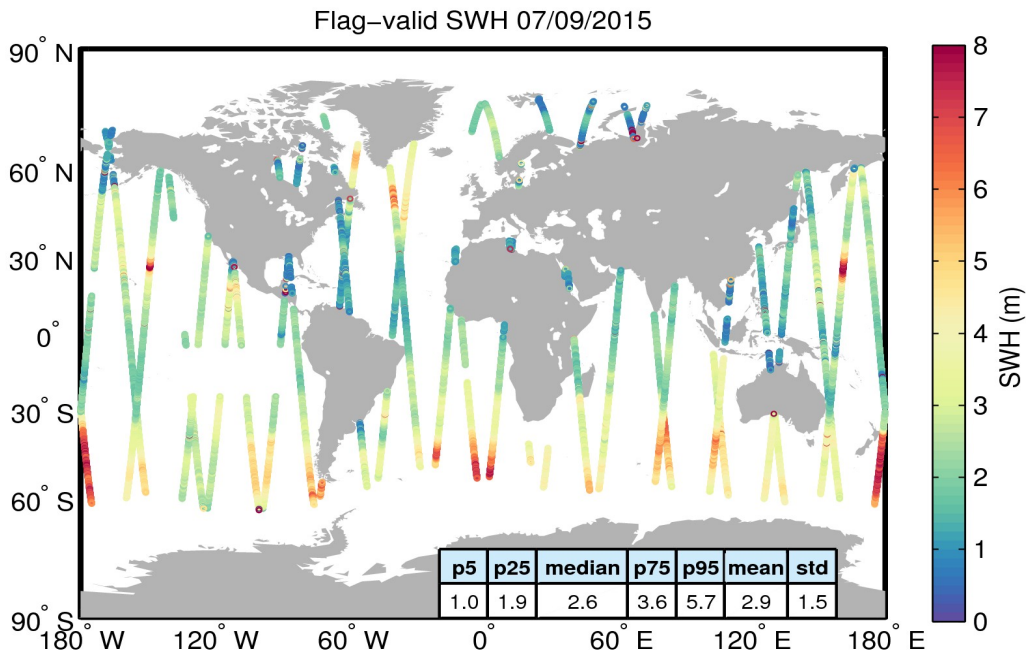 Flag−valid SWH 07/09/2015
90° N
60° N
30° N
0°
30° S
60° S
90° S
180° W
120° W
60° W
0°
60° E
120° E
180° E
p5 p25 median p75 p95 mean std
1.0 1.9 2.6 3.6 5.7 2.9 1.5
8
7
6
5
4
3
2
1
0
SWH (m)